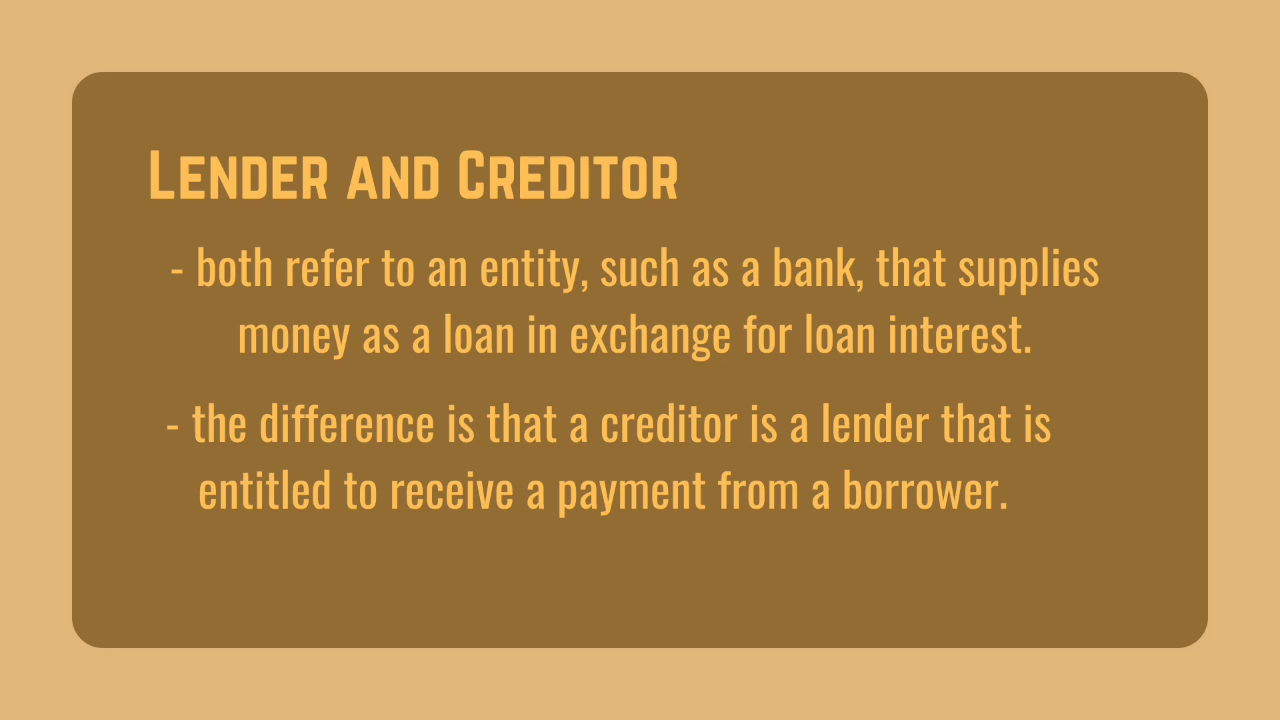 Lender and Creditor
- both refer to an entity, such as a bank, that supplies
money as a loan in exchange for loan interest.
- the difference is that a creditor is a lender that is
entitled to receive a payment from a borrower.